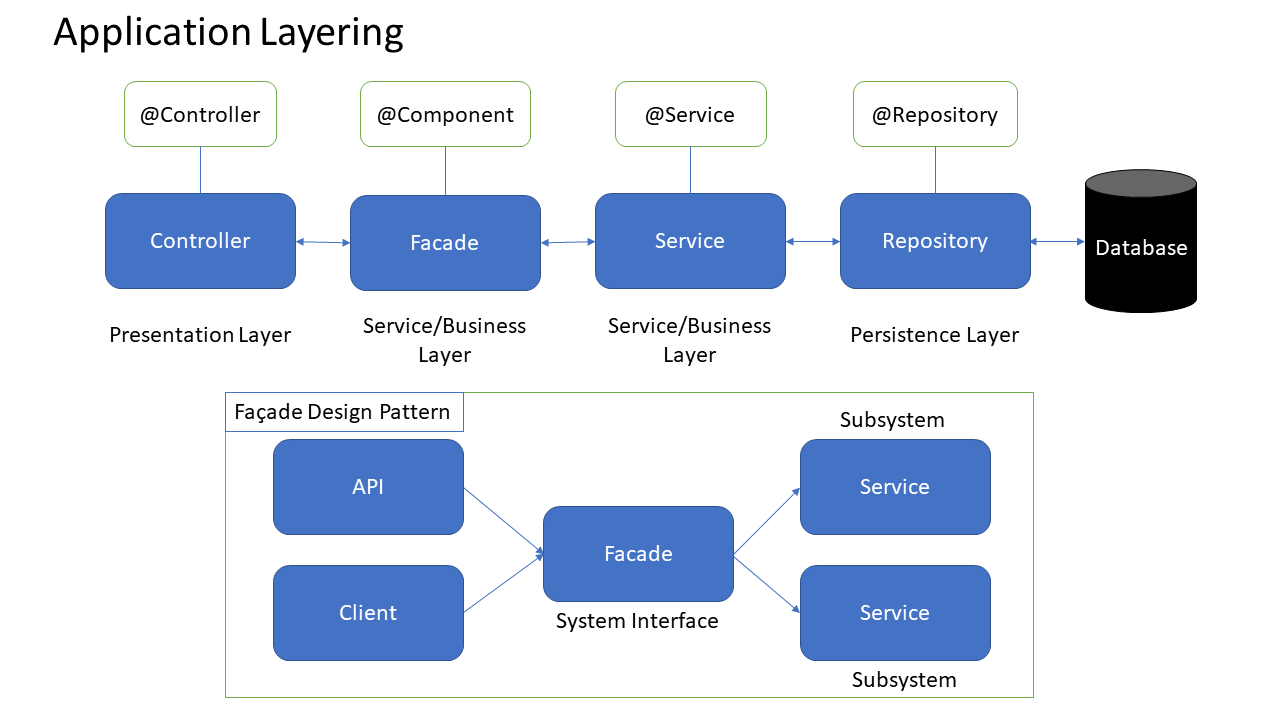 Application Layering
@Controller
@Component
@Service
@Repository
Controller
Facade
Service
Repository
Database
Presentation Layer
Service/Business
Layer
Service/Business
Layer
Persistence Layer
Façade Design Pattern
Subsystem
API
Service
Facade
System Interface
Client
Service
Subsystem